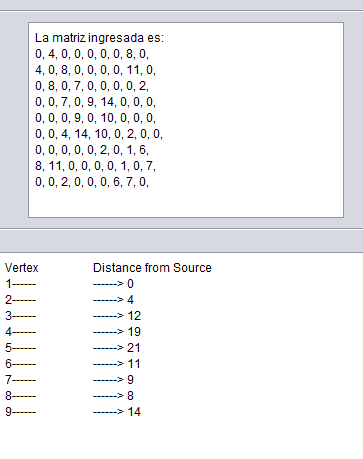 La matriz ingresada es:
0, 4, 0, 0, 0, 0, 0, 8, 0,
4, 0, 8, 0, 0, 0, 0, 11, 0,
0, 8, 0, 7, 0, 0, 0, 0, 2,
0, 0, 7, 0, 9, 14, 0, 0, 0,
0, 0, 0, 9, 0, 10, 0, 0, 0,
0, 0, 4, 14, 10, 0, 2, 0, 0,
0, 0, 0, 0, 0, 2, 0, 1, 6,
8, 11, 0, 0, 0, 0, 1, 0, 7,
0, 0, 2, 0, 0, 0, 6, 7, 0,
Vertex Distance from Source
1------ ------> 0
2------ ------> 4
3------ ------> 12
4------ ------> 19
5------ ------> 21
6------ ------> 11
7------ ------> 9
8------ ------> 8
9------ ------> 14